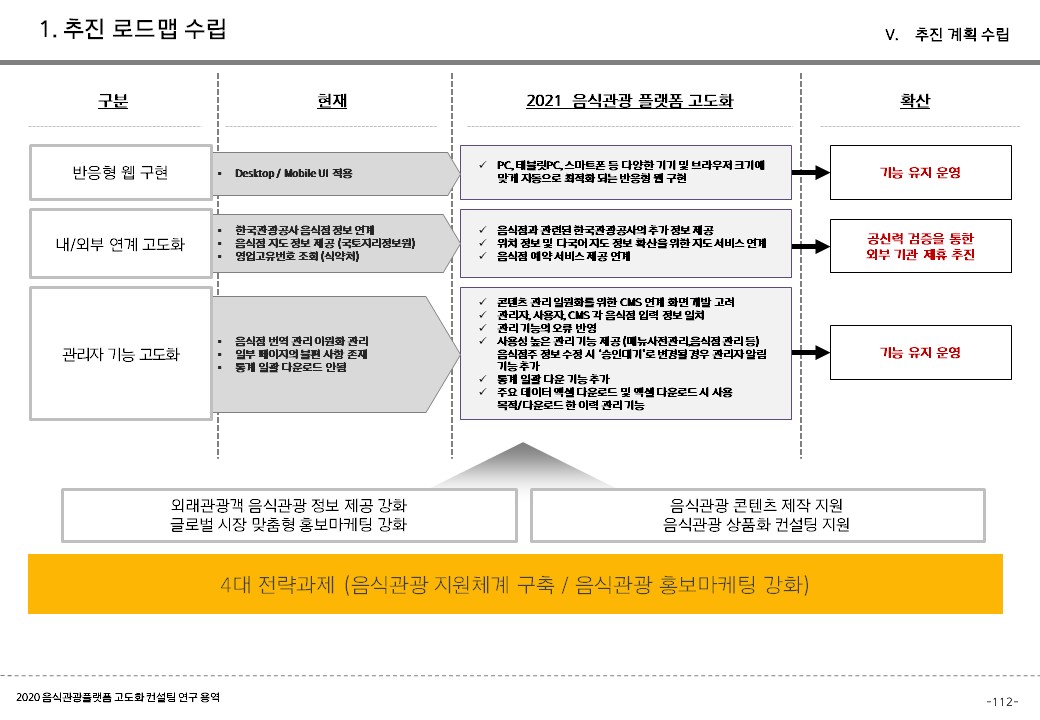 1. 추진 로드맵 수립
V. 추진 계획 수립
구분
현재
2021 음식관광 플랫폼 고도화
확산
반응형 웹 구현
▪ Desktop / Mobile UI 적용
✓ PC, 태블릿PC, 스마트폰 등 다양한 기기 및 브라우저 크기에
맞게 자동으로 최적화 되는 반응형 웹 구현
기능 유지 운영
내/외부 연계 고도화
▪ 한국관광공사 음식점 정보 연계
▪ 음식점 지도 정보 제공 (국토지리정보원)
▪ 영업고유번호 조회 (식약처)
✓ 음식점과 관련된 한국관광공사의 추가 정보 제공
✓ 위치 정보 및 다국어 지도 정보 확산을 위한 지도 서비스 연계
✓ 음식점 예약 서비스 제공 연계
공신력 검증을 통한
외부 기관 제휴 추진
관리자 기능 고도화
▪ 음식점 번역 관리 이원화 관리
▪ 일부 페이지의 불편 사항 존재
▪ 통계 일괄 다운로드 안됨
✓ 콘텐츠 관리 일원화를 위한 CMS 연계 화면 개발 고려
✓ 관리자, 사용자, CMS 각 음식점 입력 정보 일치
✓ 관리 기능의 오류 반영
✓ 사용성 높은 관리 기능 제공 (메뉴사전관리,음식점 관리 등)
음식점주 정보 수정 시 '승인대기'로 변경될 경우 관리자 알림
기능 추가
✓ 통계 일괄 다운 기능 추가
✓ 주요 데이터 엑셀 다운로드 및 엑셀 다운로드 시 사용
목적/다운로드 한 이력 관리 기능
기능 유지 운영
외래관광객 음식관광 정보 제공 강화
글로벌 시장 맞춤형 홍보마케팅 강화
음식관광 콘텐츠 제작 지원
음식관광 상품화 컨설팅 지원
4대 전략과제 (음식관광 지원체계 구축 / 음식관광 홍보마케팅 강화)
2020 음식관광플랫폼 고도화 컨설팅 연구 용역
-112-